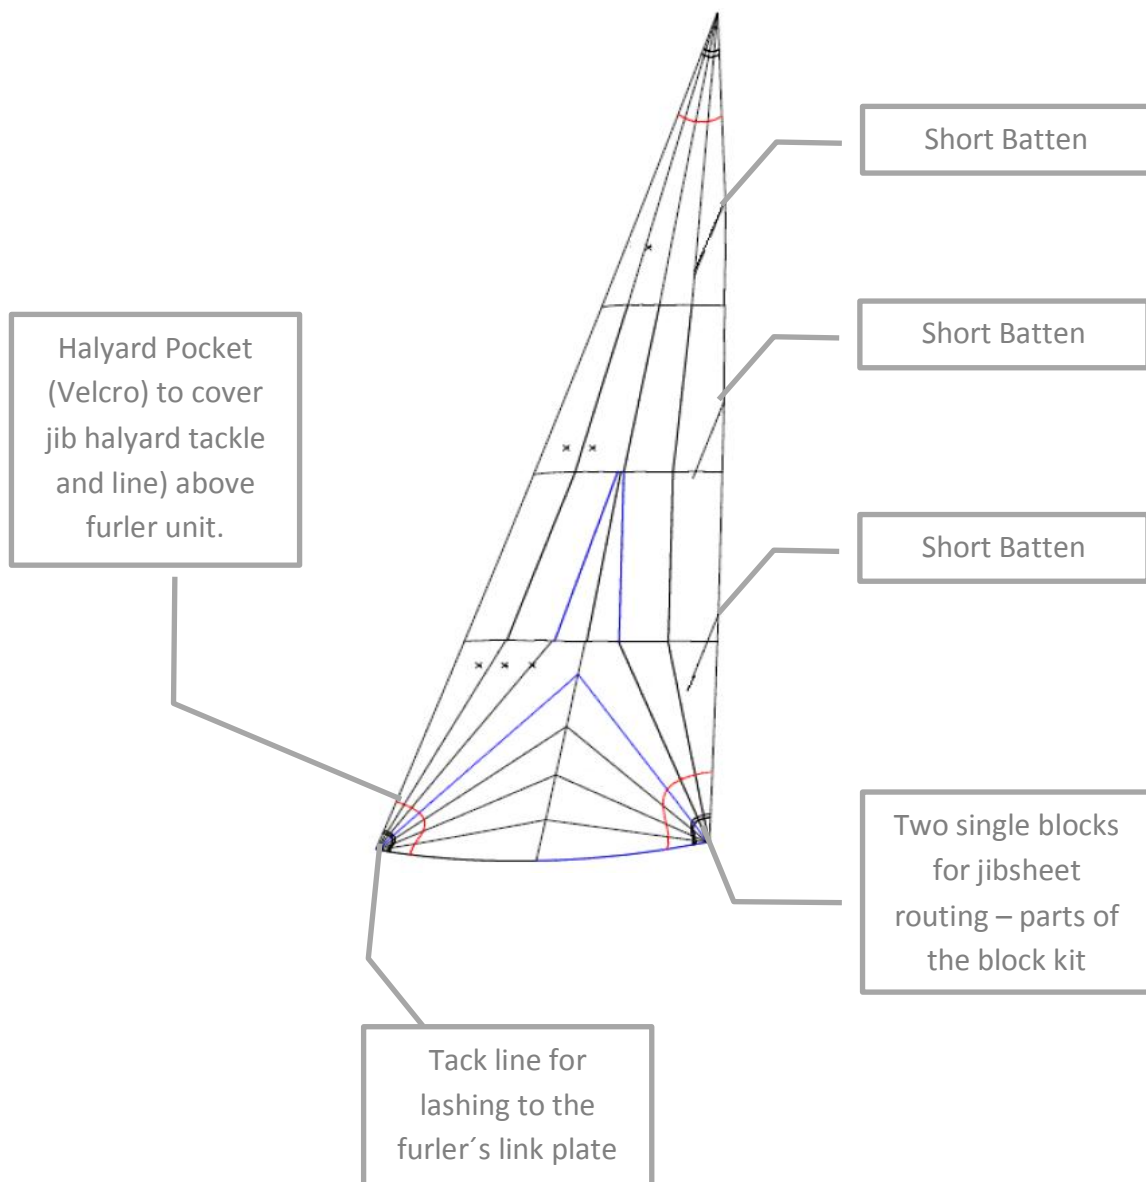 Short Batten
Short Batten
Halyard Pocket
(Velcro) to cover
jib halyard tackle
and line) above
furler unit.
Short Batten
Two single blocks
for jibsheet
routing – parts of
the block kit
Tack line for
lashing to the
furler´s link plate